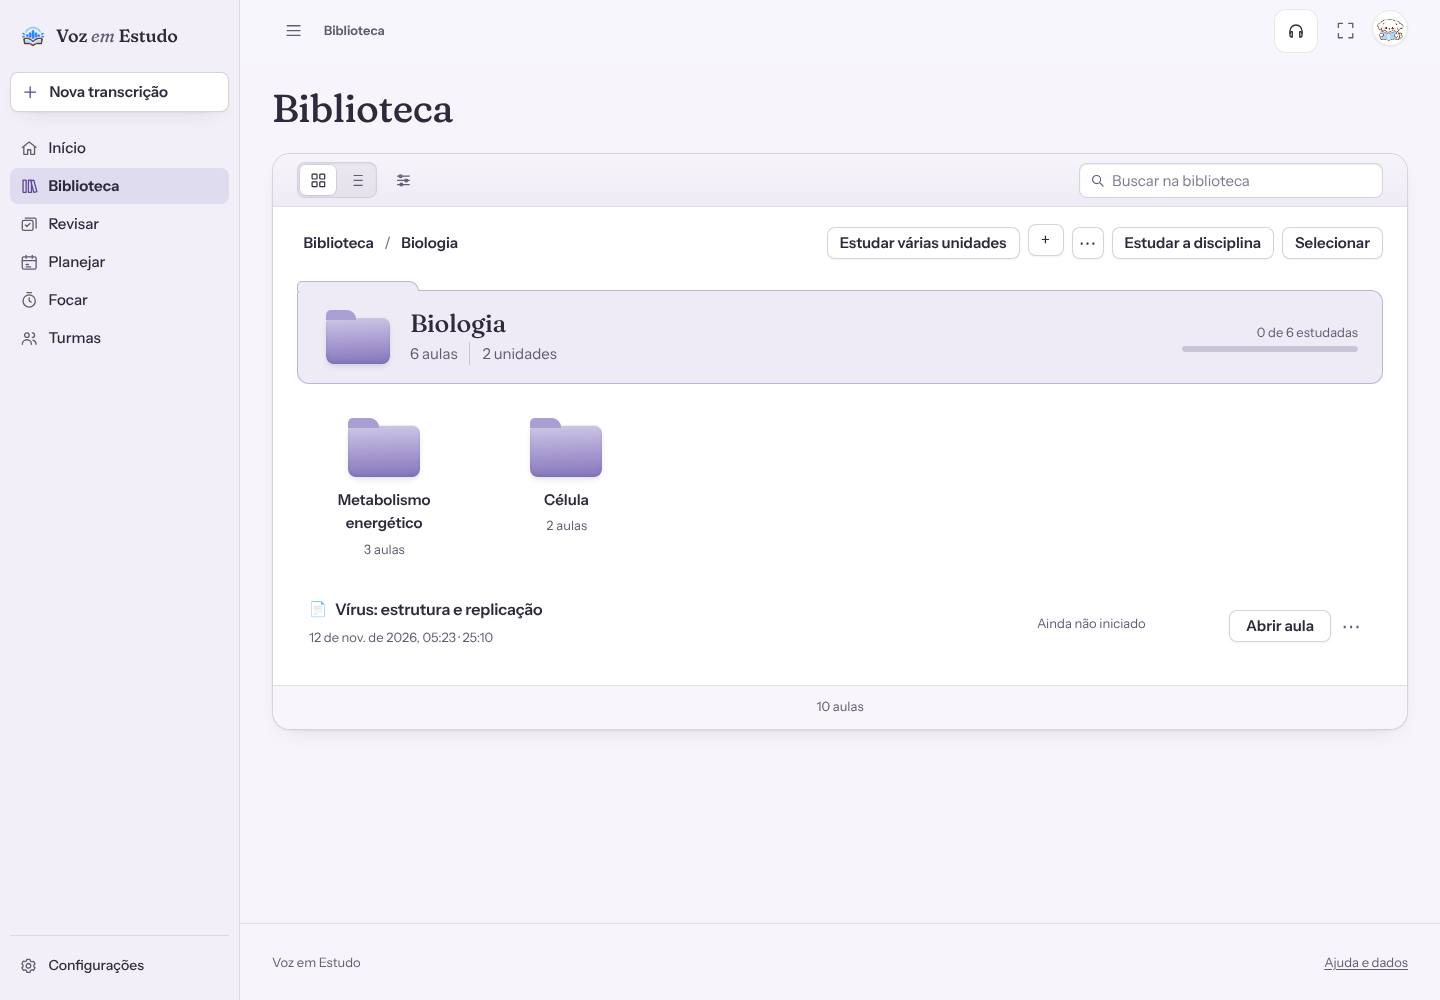 Voz em Estudo
Nova transcrição
Início
Biblioteca
Revisar
Planejar
Focar
Turmas
Configurações
Biblioteca
Biblioteca
Buscar na biblioteca
Biblioteca / Biologia
Estudar várias unidades
+
···
Estudar a disciplina
Selecionar
Biologia
6 aulas
2 unidades
0 de 6 estudadas
Metabolismo
energético
3 aulas
Célula
2 aulas
Vírus: estrutura e replicação
12 de nov. de 2026, 05:23 · 25:10
Ainda não iniciado
Abrir aula
···
10 aulas
Voz em Estudo
Ajuda e dados